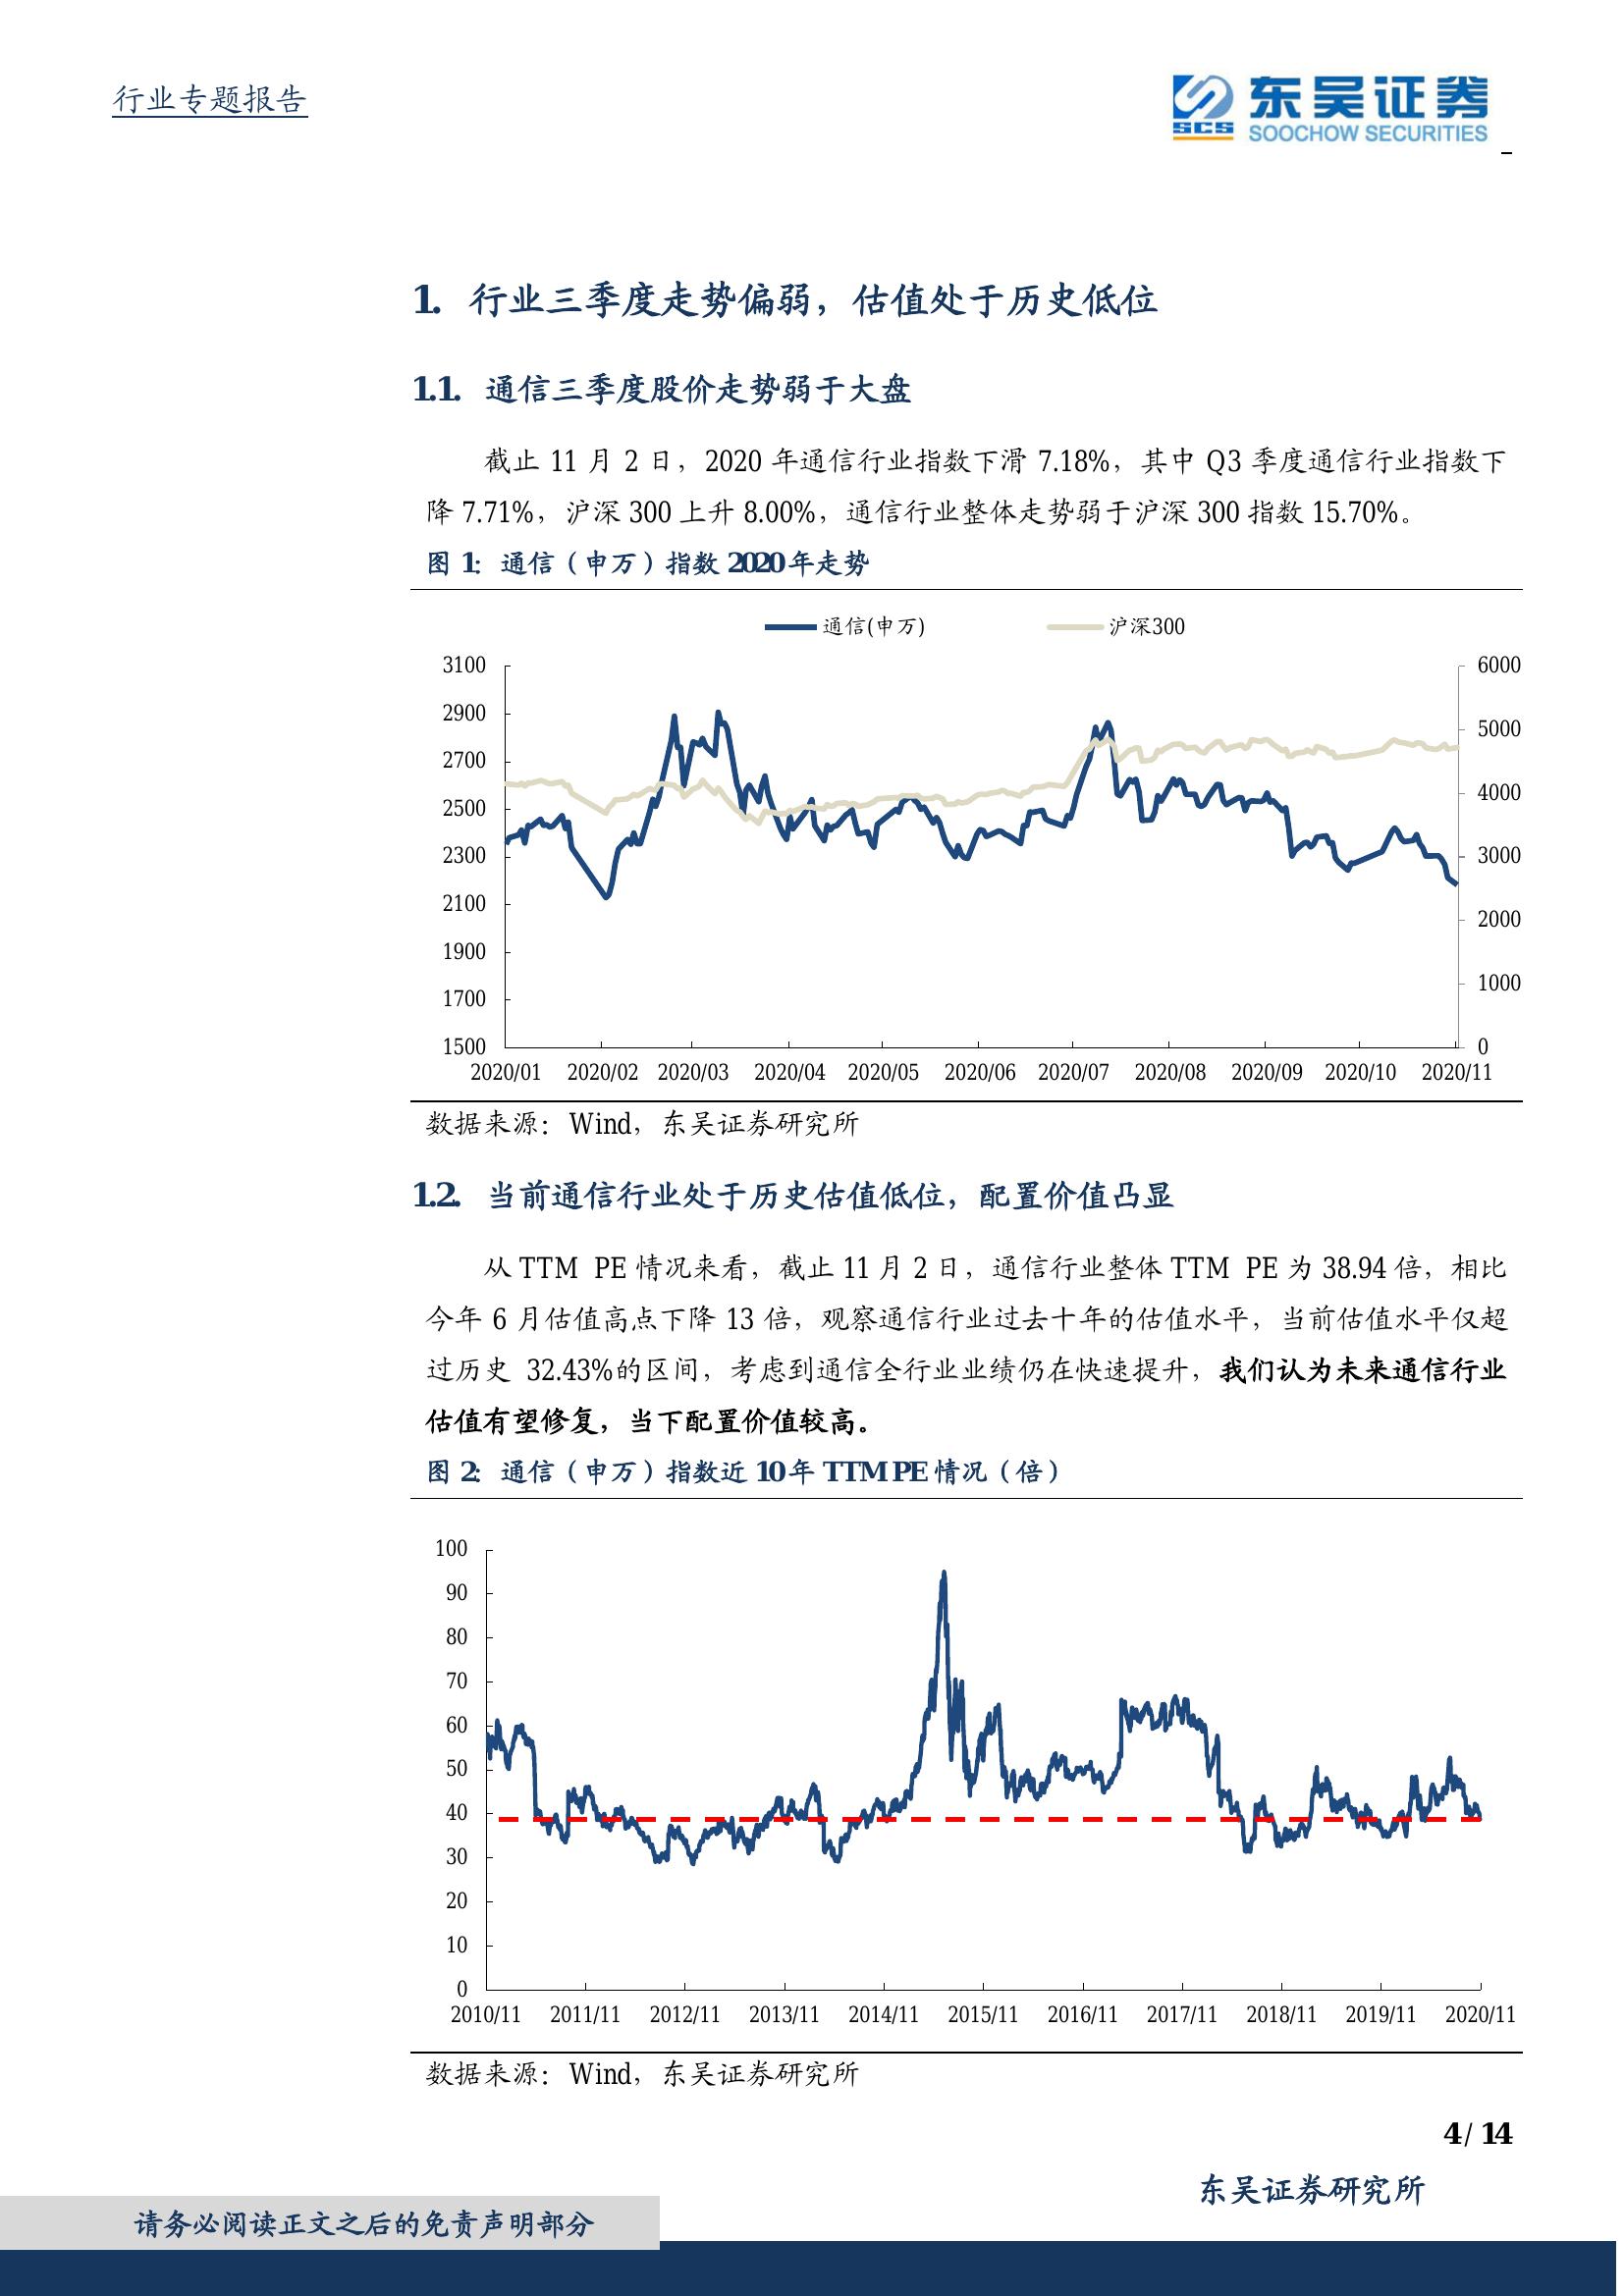 行业专题报告
SCS
东吴证券
SOOCHOW SECURITIES
1. 行业三季度走势偏弱，估值处于历史低位
1.1. 通信三季度股价走势弱于大盘
截止 11 月 2 日，2020 年通信行业指数下滑 7.18%，其中 Q3 季度通信行业指数下
降 7.71%，沪深 300 上升 8.00%，通信行业整体走势弱于沪深 300 指数 15.70%。
图 1：通信（申万）指数 2020 年走势
通信(申万) 沪深300
3100 6000
2900 5000
2700
2500 4000
2300 3000
2100
1900 2000
1700 1000
1500 0
2020/01 2020/02 2020/03 2020/04 2020/05 2020/06 2020/07 2020/08 2020/09 2020/10 2020/11
数据来源：Wind，东吴证券研究所
1.2. 当前通信行业处于历史估值低位，配置价值凸显
从 TTM PE 情况来看，截止 11 月 2 日，通信行业整体 TTM PE 为 38.94 倍，相比
今年 6 月估值高点下降 13 倍，观察通信行业过去十年的估值水平，当前估值水平仅超
过历史 32.43%的区间，考虑到通信全行业业绩仍在快速提升，我们认为未来通信行业
估值有望修复，当下配置价值较高。
图 2：通信（申万）指数近 10 年 TTM PE 情况（倍）
100
90
80
70
60
50
40
30
20
10
0
2010/11 2011/11 2012/11 2013/11 2014/11 2015/11 2016/11 2017/11 2018/11 2019/11 2020/11
数据来源：Wind，东吴证券研究所
4 / 14
东吴证券研究所
请务必阅读正文之后的免责声明部分